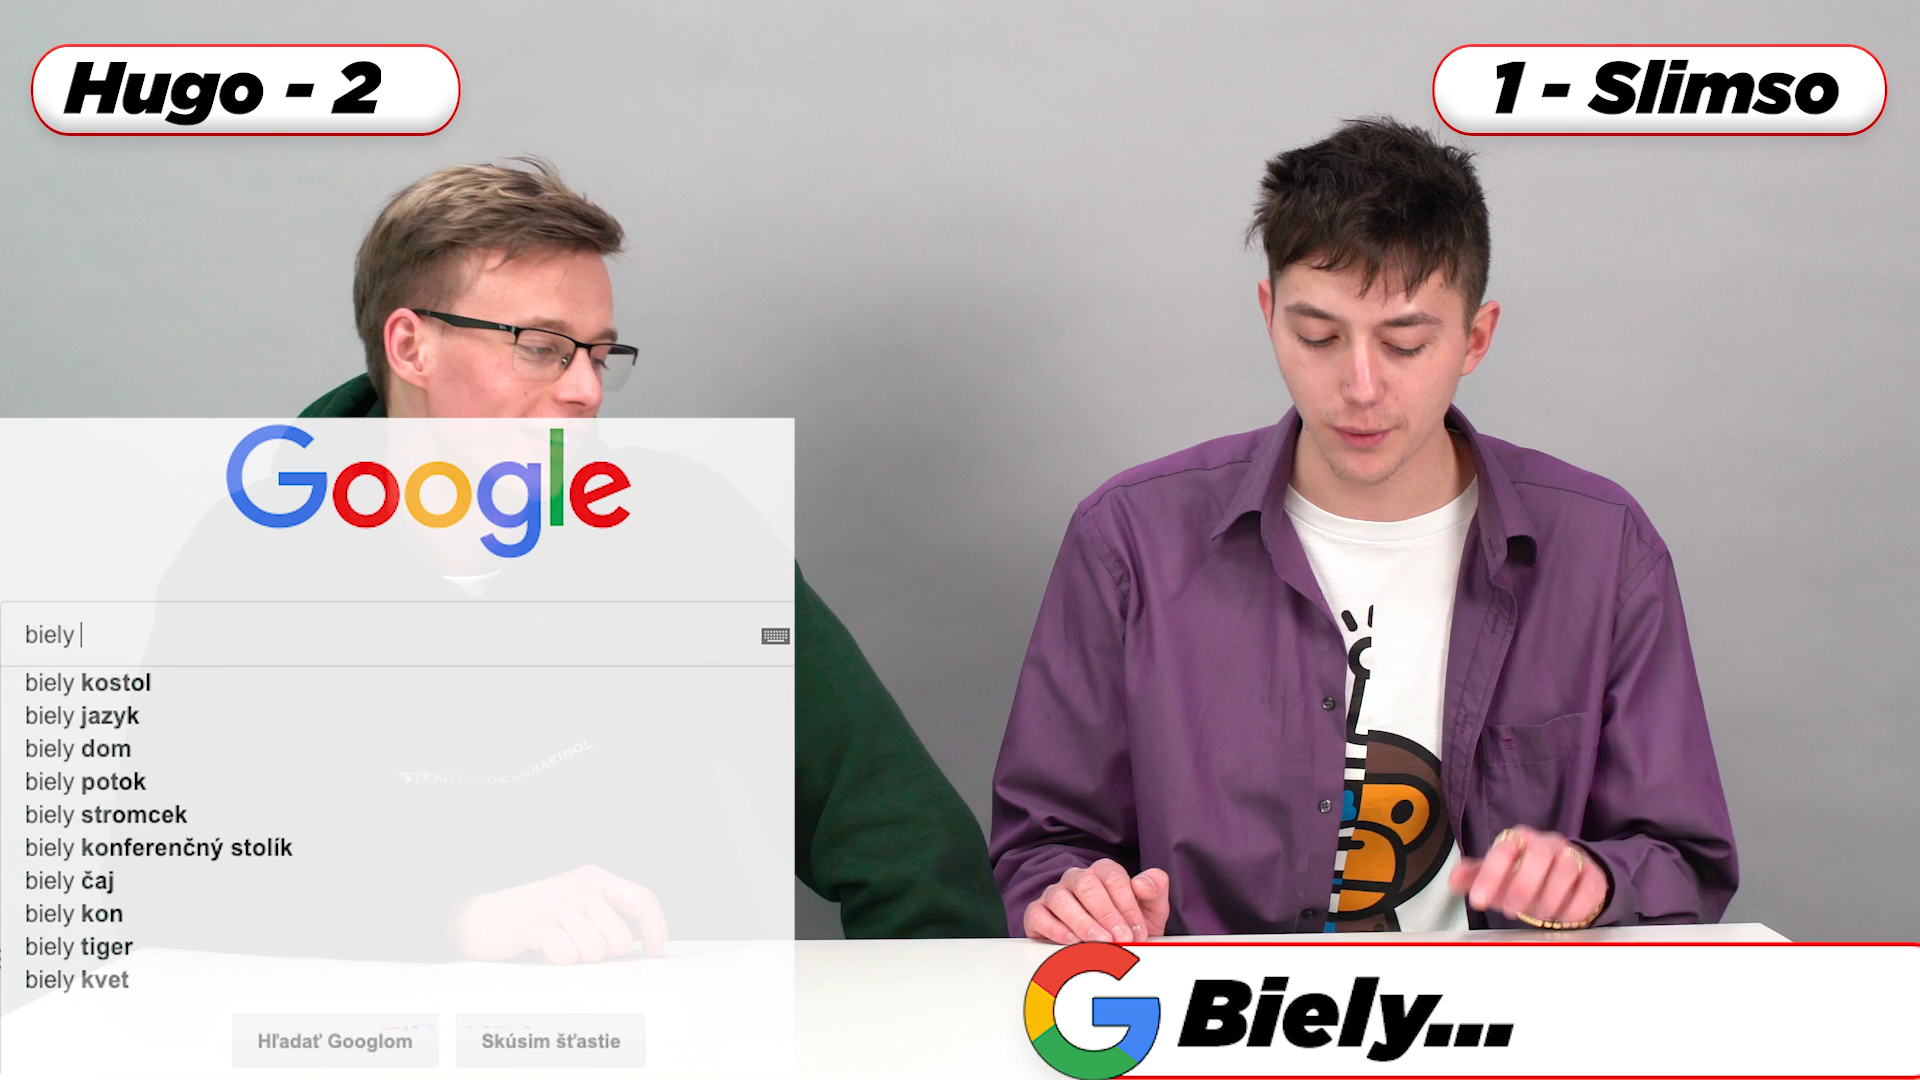 Hugo - 2
1 - Slimso
Google
biely
biely kostol
biely jazyk
biely dom
biely potok
biely stromcek
biely konferenčný stolík
biely čaj
biely kon
biely tiger
biely kvet
Hľadať Googlom
Skúsim šťastie
Biely...